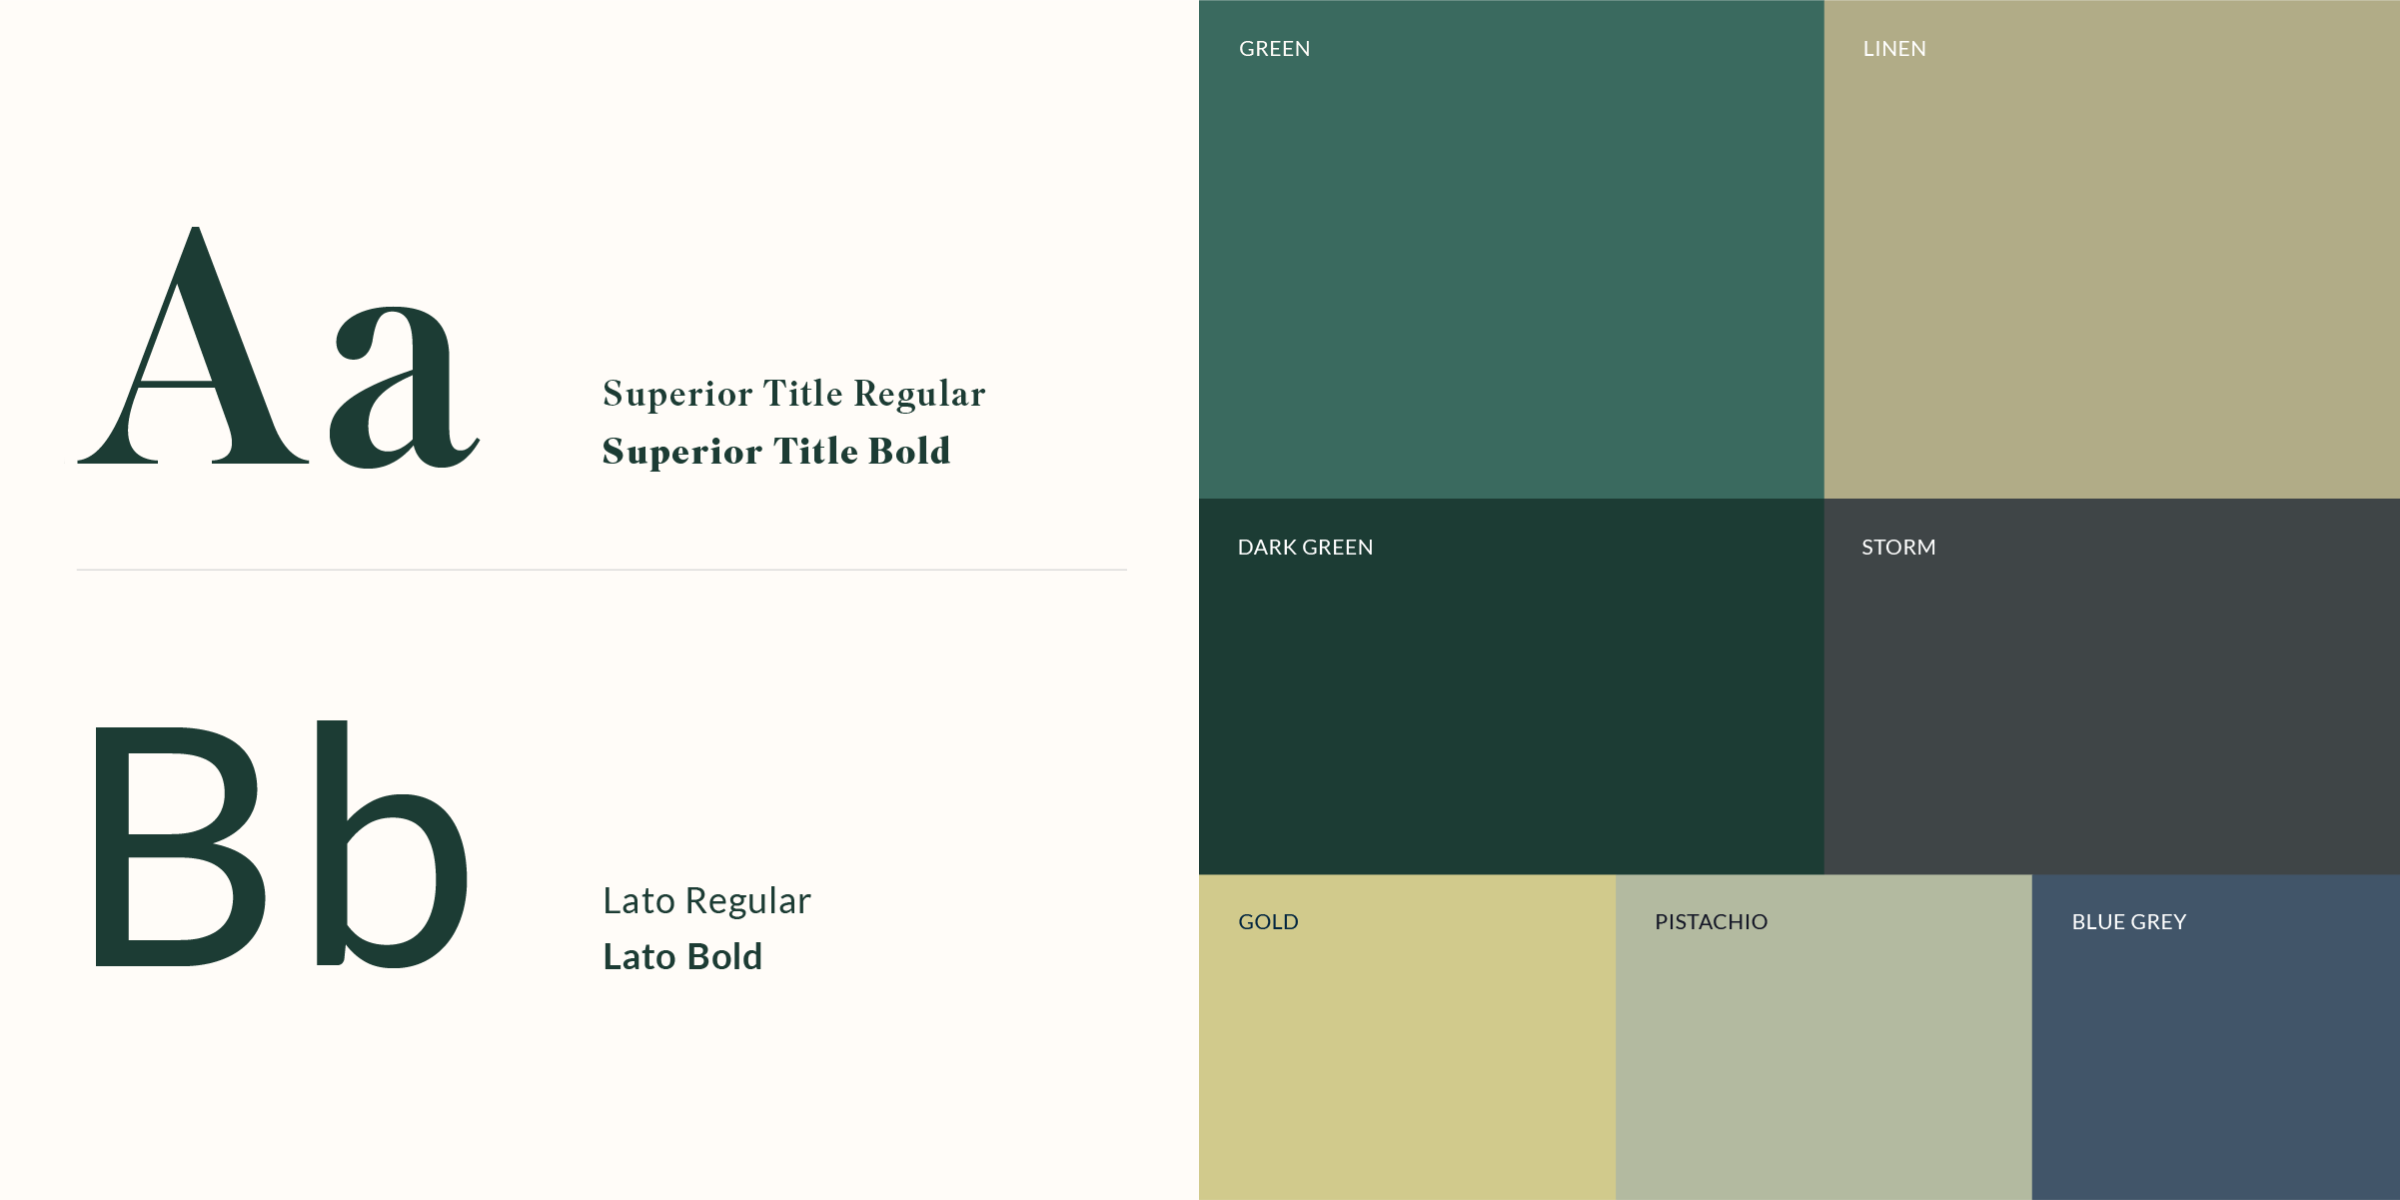 Aa
Superior Title Regular
Superior Title Bold
Bb
Lato Regular
Lato Bold
GREEN
LINEN
DARK GREEN
STORM
GOLD
PISTACHIO
BLUE GREY